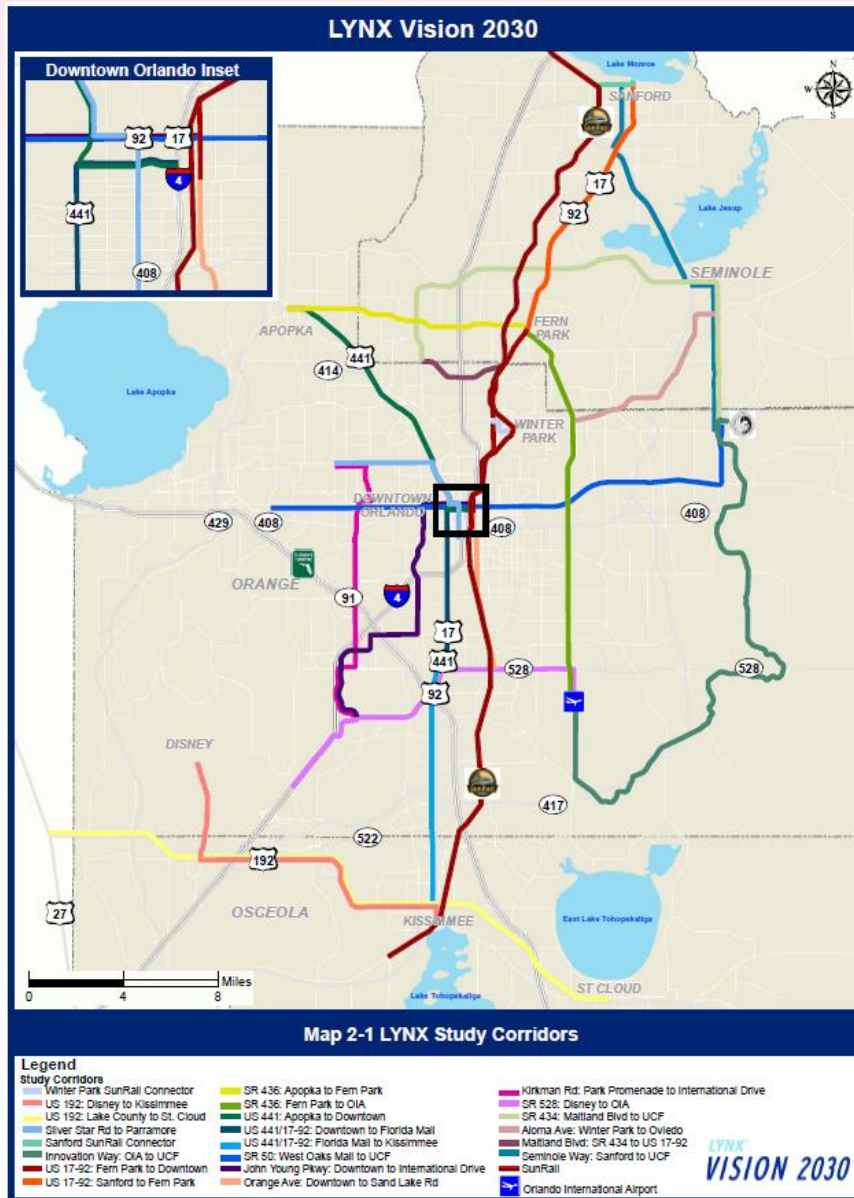 LYNX Vision 2030
Downtown Orlando Inset
92
17
4
441
408
N
W E
S
Lake Monroe
SANFORD
17
92
Lake Jesup
SEMINOLE
APOPKA
FERN
PARK
441
414
Lake Apopka
WINTER
PARK
DOWNTOWN
ORLANDO
429
408
408
408
ORANGE
91
4
17
441
92
528
528
DISNEY
417
522
192
27
OSCEOLA
KISSIMMEE
East Lake Tohopekaliga
ST CLOUD
Lake Tohopekaliga
Miles
0 4 8
Map 2-1 LYNX Study Corridors
Legend
Study Corridors
Winter Park SunRail Connector
US 192: Disney to Kissimmee
US 192: Lake County to St. Cloud
Silver Star Rd to Parramore
Sanford SunRail Connector
Innovation Way: OIA to UCF
US 17-92: Fern Park to Downtown
US 17-92: Sanford to Fern Park
SR 436: Apopka to Fern Park
SR 436: Fern Park to OIA
US 441: Apopka to Downtown
US 441/17-92: Downtown to Florida Mall
US 441/17-92: Florida Mall to Kissimmee
SR 50: West Oaks Mall to UCF
John Young Pkwy: Downtown to International Drive
Orange Ave: Downtown to Sand Lake Rd
Kirkman Rd: Park Promenade to International Drive
SR 528: Disney to OIA
SR 434: Maitland Blvd to UCF
Aloma Ave: Winter Park to Oviedo
Maitland Blvd: SR 434 to US 17-92
Seminole Way: Sanford to UCF
SunRail
Orlando International Airport
LYNX
VISION 2030